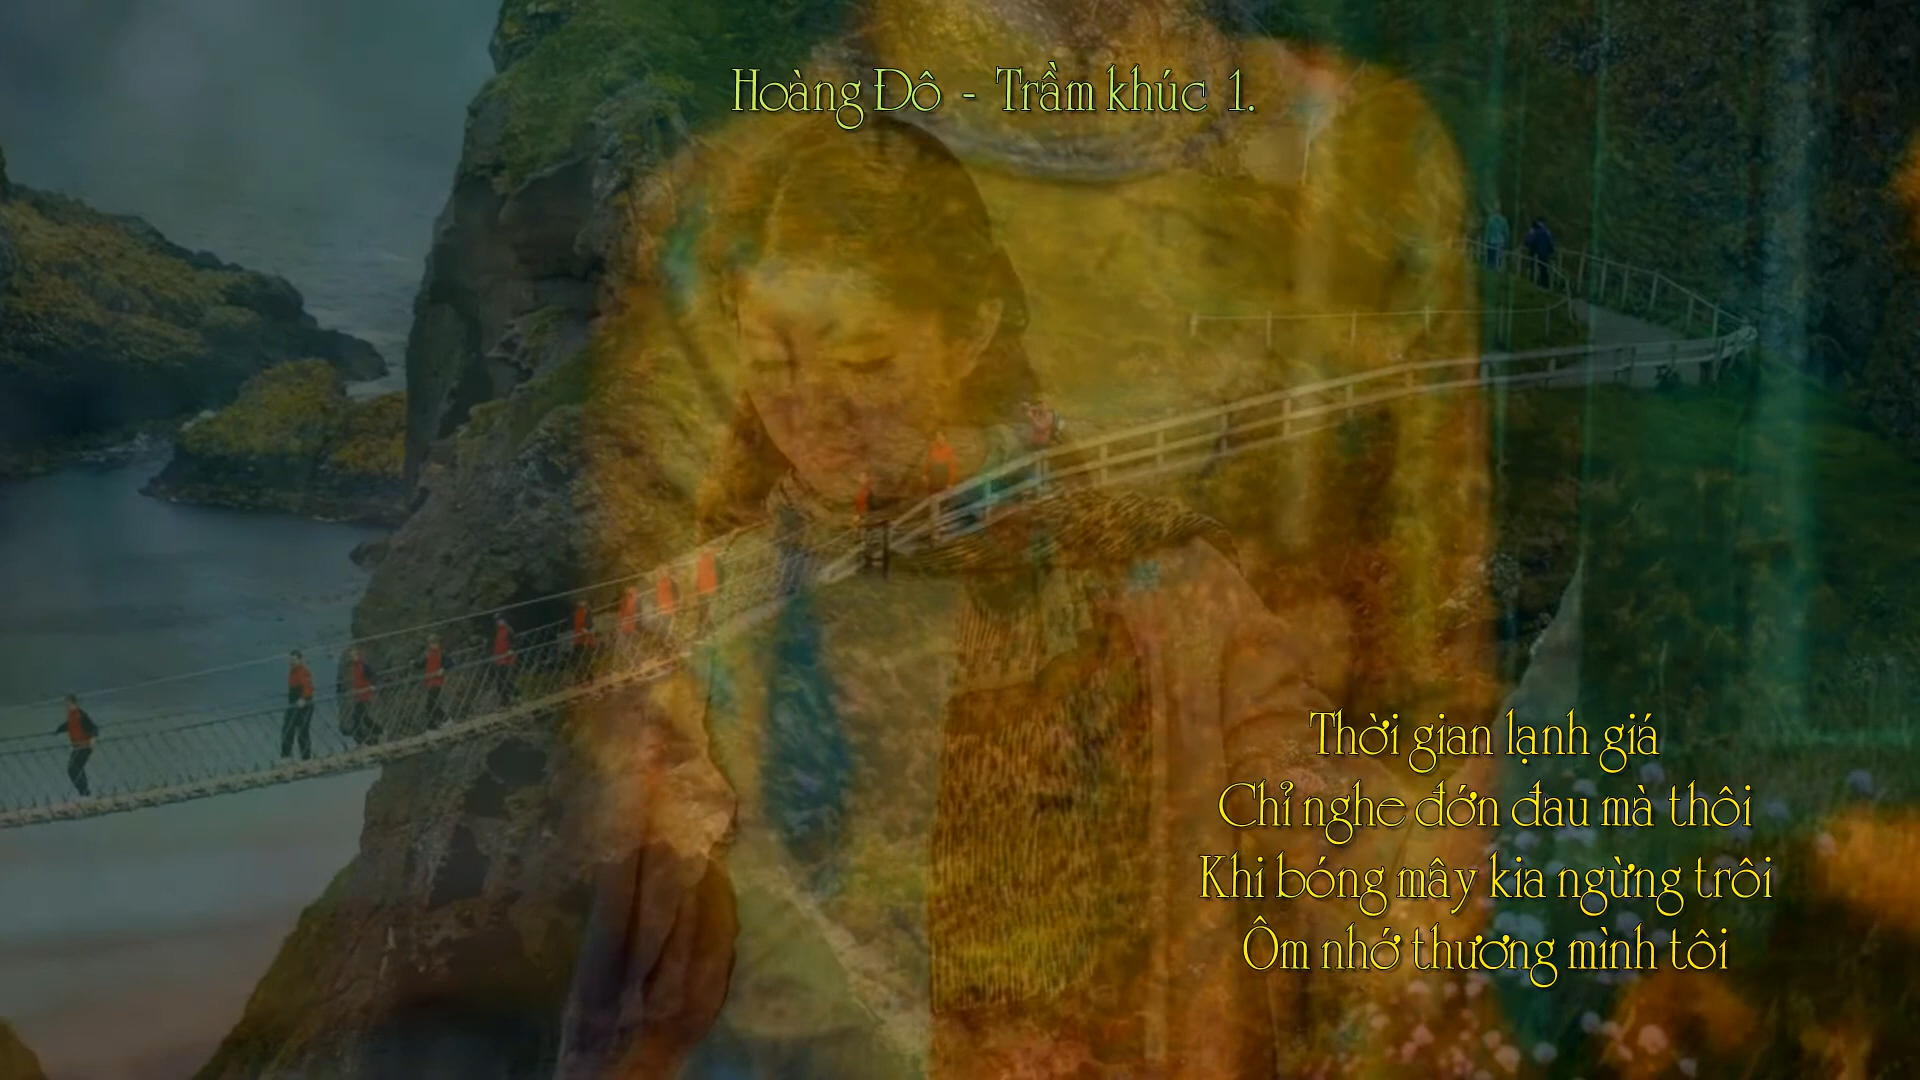 Hoàng Đô - Trầm khúc 1.
Thời gian lạnh giá
Chỉ nghe đớn đau mà thôi
Khi bóng mây kia ngừng trôi
Ôm nhớ thương mình tôi